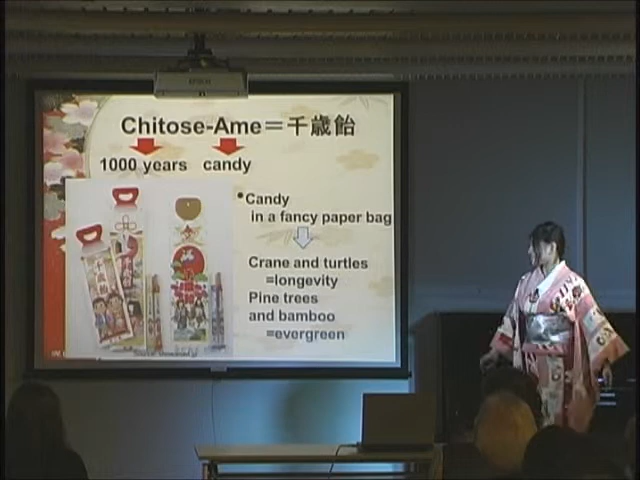 EPSON
Chitose-Ame＝千歳飴
1000 years candy
•Candy
in a fancy paper bag
Crane and turtles
=longevity
Pine trees
and bamboo
=evergreen